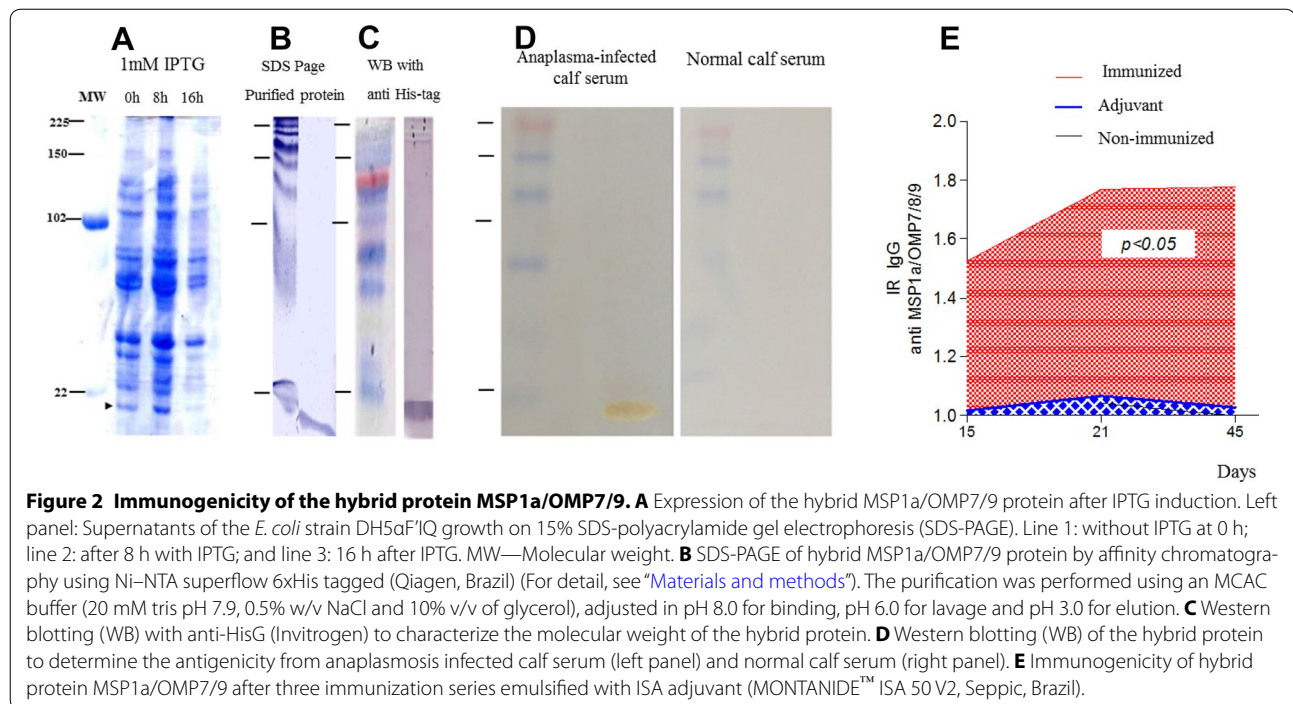 A
1mM IPTG
MW 0h 8h 16h
225
150
102
22
B
SDS Page
Purified protein
C
WB with
anti His-tag
D
Anaplasma-infected
calf serum
Normal calf serum
E
Immunized
Adjuvant
Non-immunized
2.0
1.8
1.6
1.4
1.2
1.0
IR IgG
anti MSP1a/OMP7/8/9
p<0.05
15 21 45
Days
Figure 2 Immunogenicity of the hybrid protein MSP1a/OMP7/9. A Expression of the hybrid MSP1a/OMP7/9 protein after IPTG induction. Left
panel: Supernatants of the E. coli strain DH5αF'IQ growth on 15% SDS-polyacrylamide gel electrophoresis (SDS-PAGE). Line 1: without IPTG at 0 h;
line 2: after 8 h with IPTG; and line 3: 16 h after IPTG. MW—Molecular weight. B SDS-PAGE of hybrid MSP1a/OMP7/9 protein by affinity chromatogra-
phy using Ni–NTA superflow 6xHis tagged (Qiagen, Brazil) (For detail, see “Materials and methods”). The purification was performed using an MCAC
buffer (20 mM tris pH 7.9, 0.5% w/v NaCl and 10% v/v of glycerol), adjusted in pH 8.0 for binding, pH 6.0 for lavage and pH 3.0 for elution. C Western
blotting (WB) with anti-HisG (Invitrogen) to characterize the molecular weight of the hybrid protein. D Western blotting (WB) of the hybrid protein
to determine the antigenicity from anaplasmosis infected calf serum (left panel) and normal calf serum (right panel). E Immunogenicity of hybrid
protein MSP1a/OMP7/9 after three immunization series emulsified with ISA adjuvant (MONTANIDE™ ISA 50 V2, Seppic, Brazil).